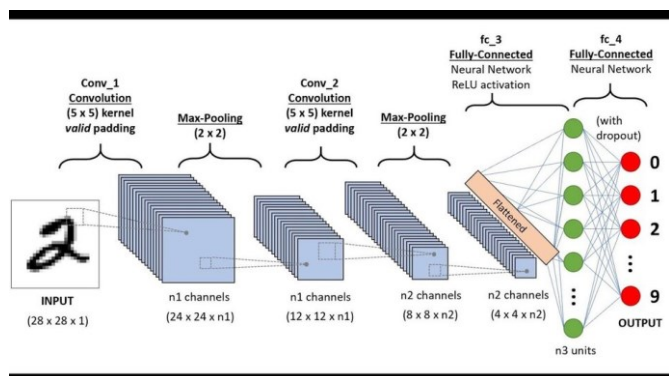 fc_3
Fully-Connected
Neural Network
ReLU activation
fc_4
Fully-Connected
Neural Network
Conv_1
Convolution
(5 x 5) kernel
valid padding
Max-Pooling
(2 x 2)
Conv_2
Convolution
(5 x 5) kernel
valid padding
Max-Pooling
(2 x 2)
(with
dropout)
Flattened
0
1
2
⋮
9
⋮
2
INPUT
(28 x 28 x 1)
n1 channels
(24 x 24 x n1)
n1 channels
(12 x 12 x n1)
n2 channels
(8 x 8 x n2)
n2 channels
(4 x 4 x n2)
OUTPUT
n3 units